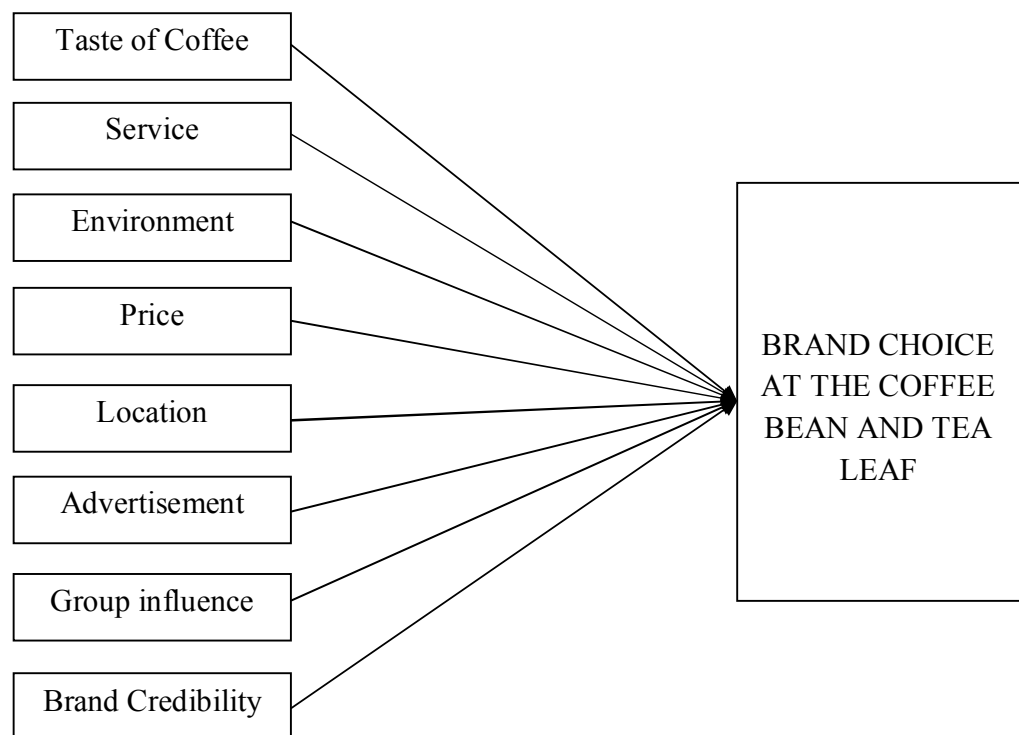 Taste of Coffee
Service
Environment
Price
Location
Advertisement
Group influence
Brand Credibility
BRAND CHOICE
AT THE COFFEE
BEAN AND TEA
LEAF